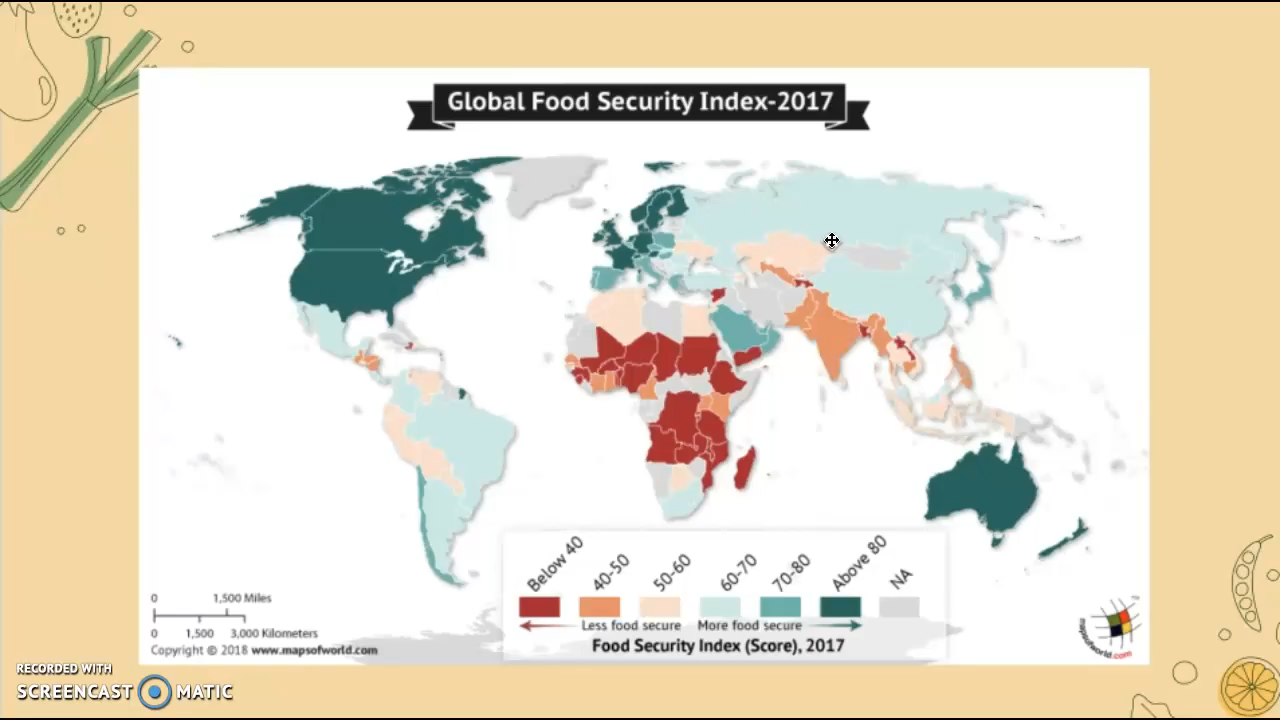 Global Food Security Index-2017
Below 40
40-50
50-60
60-70
70-80
Above 80
NA
Less food secure
More food secure
Food Security Index (Score), 2017
0
1,500 Miles
0
1,500
3,000 Kilometers
Copyright © 2018 www.mapsofworld.com
mapsofworld.com
RECORDED WITH
SCREENCAST MATIC